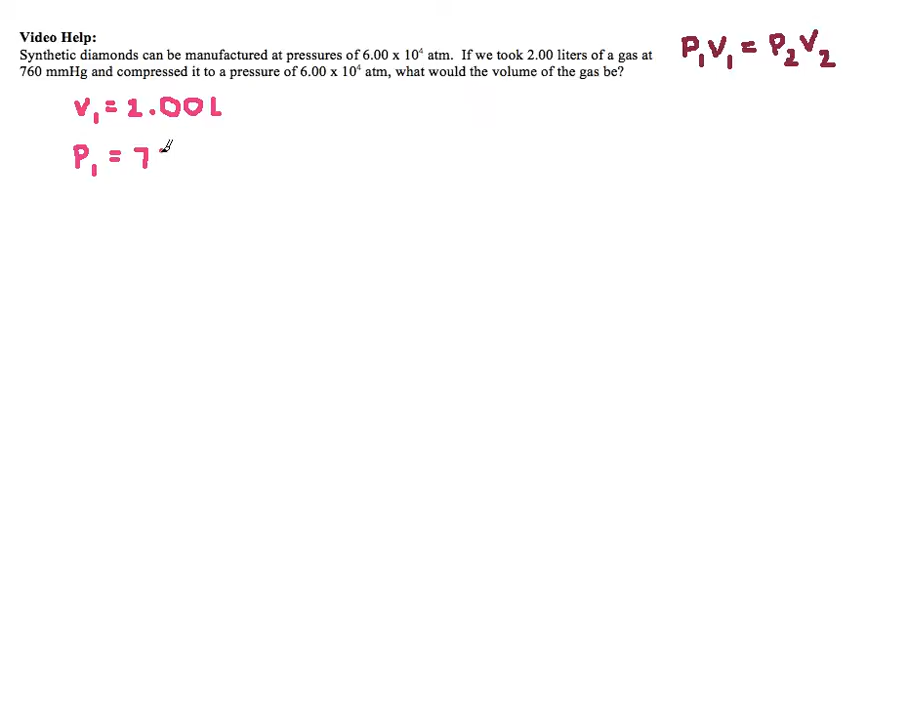 Video Help:
Synthetic diamonds can be manufactured at pressures of 6.00 x 10⁴ atm. If we took 2.00 liters of a gas at
760 mmHg and compressed it to a pressure of 6.00 x 10⁴ atm, what would the volume of the gas be?
P₁V₁ = P₂V₂
V₁ = 2.00 L
P₁ = 7